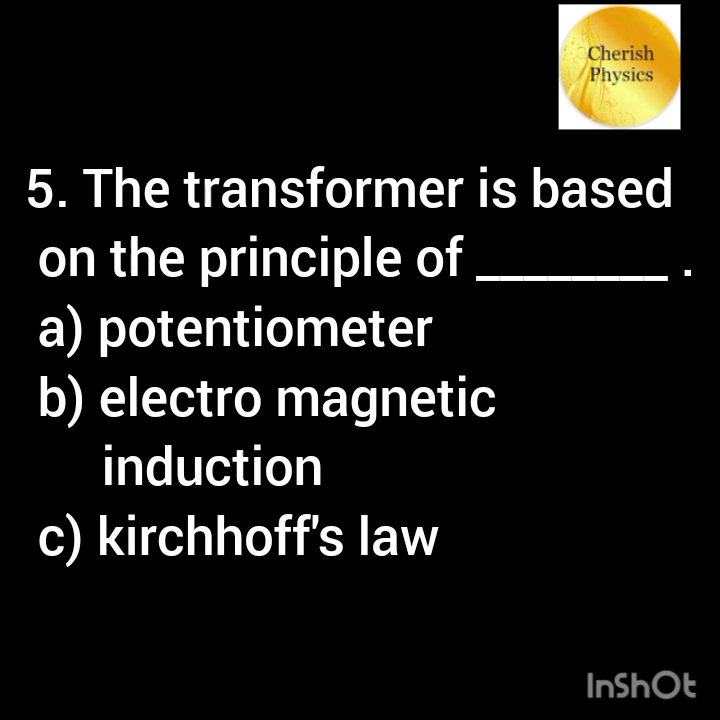 Cherish
Physics
5. The transformer is based
on the principle of ________ .
a) potentiometer
b) electro magnetic
induction
c) kirchhoff's law
InShOt